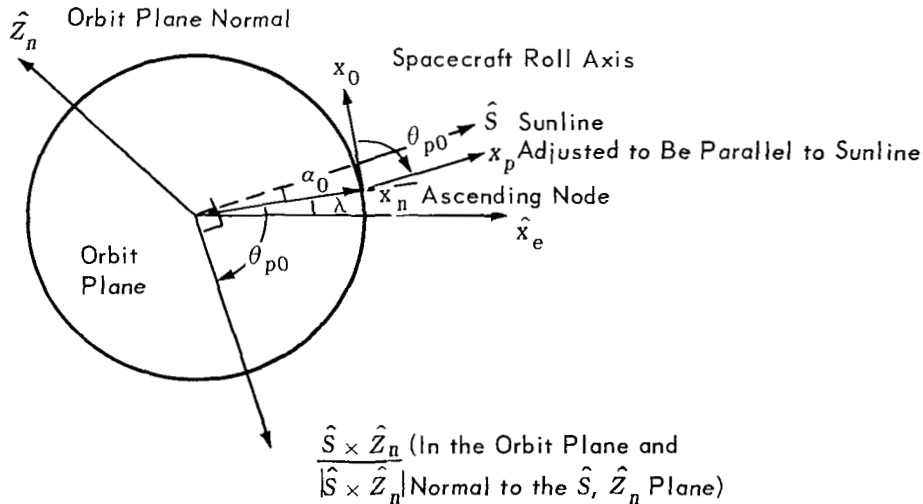 Orbit Plane Normal
Ẑn
x0
Spacecraft Roll Axis
Ŝ Sunline
θp0
xp Adjusted to Be Parallel to Sunline
α0
xn Ascending Node
λ
x̂e
θp0
Orbit
Plane
Ŝ × Ẑn (In the Orbit Plane and
|Ŝ × Ẑn| Normal to the Ŝ, Ẑn Plane)